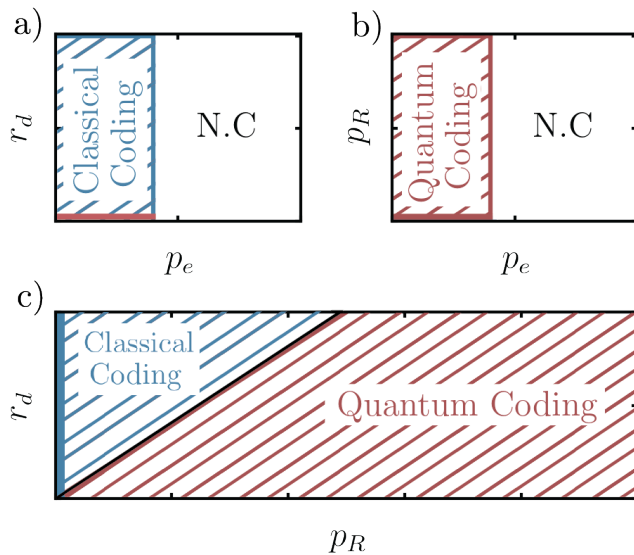 a)
r_d
Classical
Coding
N.C
p_e
b)
p_R
Quantum
Coding
N.C
p_e
c)
r_d
Classical
Coding
Quantum Coding
p_R